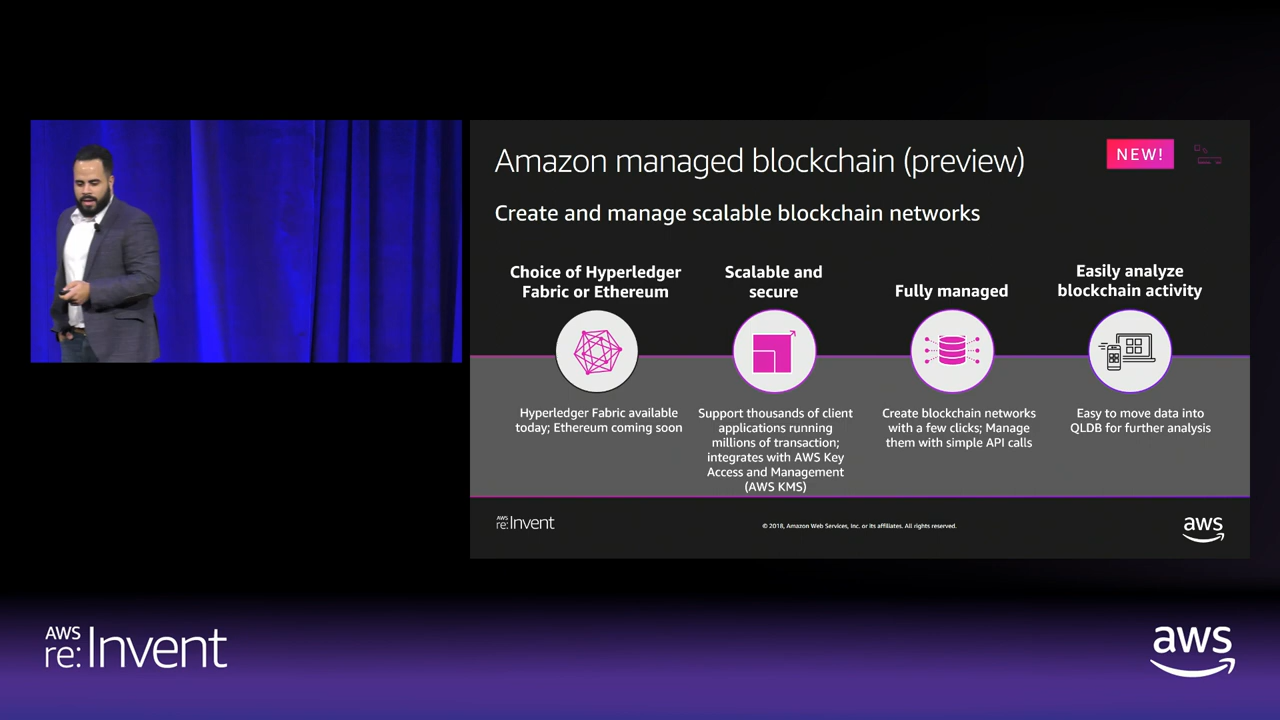 Amazon managed blockchain (preview)
NEW!
Create and manage scalable blockchain networks
Choice of Hyperledger
Fabric or Ethereum
Scalable and
secure
Fully managed
Easily analyze
blockchain activity
Hyperledger Fabric available
today; Ethereum coming soon
Support thousands of client
applications running
millions of transaction;
integrates with AWS Key
Access and Management
(AWS KMS)
Create blockchain networks
with a few clicks; Manage
them with simple API calls
Easy to move data into
QLDB for further analysis
AWS
re:Invent
© 2018, Amazon Web Services, Inc. or its affiliates. All rights reserved.
aws
AWS
re:Invent
aws